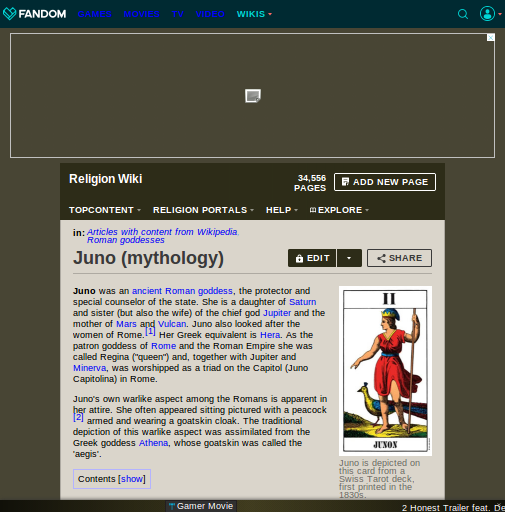 FANDOM GAMES MOVIES TV VIDEO WIKIS
Religion Wiki
34,556
PAGES
ADD NEW PAGE
TOPCONTENT RELIGION PORTALS HELP EXPLORE
in: Articles with content from Wikipedia,
Roman goddesses
Juno (mythology)
EDIT
SHARE
Juno was an ancient Roman goddess, the protector and
special counselor of the state. She is a daughter of Saturn
and sister (but also the wife) of the chief god Jupiter and the
mother of Mars and Vulcan. Juno also looked after the
women of Rome.[1] Her Greek equivalent is Hera. As the
patron goddess of Rome and the Roman Empire she was
called Regina ("queen") and, together with Jupiter and
Minerva, was worshipped as a triad on the Capitol (Juno
Capitolina) in Rome.
Juno's own warlike aspect among the Romans is apparent in
her attire. She often appeared sitting pictured with a peacock
[2] armed and wearing a goatskin cloak. The traditional
depiction of this warlike aspect was assimilated from the
Greek goddess Athena, whose goatskin was called the
'aegis'.
Contents [show]
II
JUNON
Juno is depicted on
this card from a
Swiss Tarot deck,
first printed in the
1830s.
Gamer Movie
2 Honest Trailer feat. De